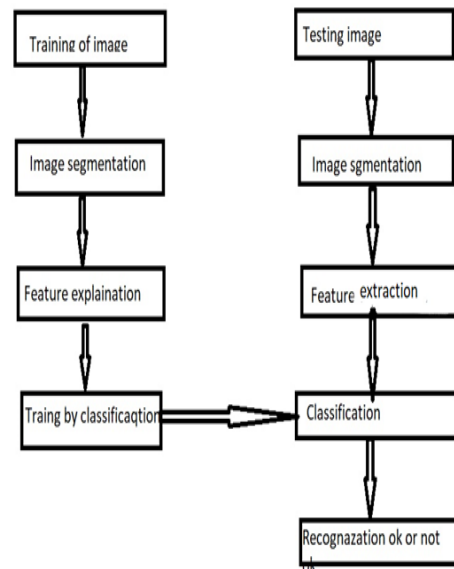 Training of image
Image segmentation
Feature explaination
Traing by classificaqtion
Testing image
Image sgmentation
Feature extraction
Classification
Recognazation ok or not